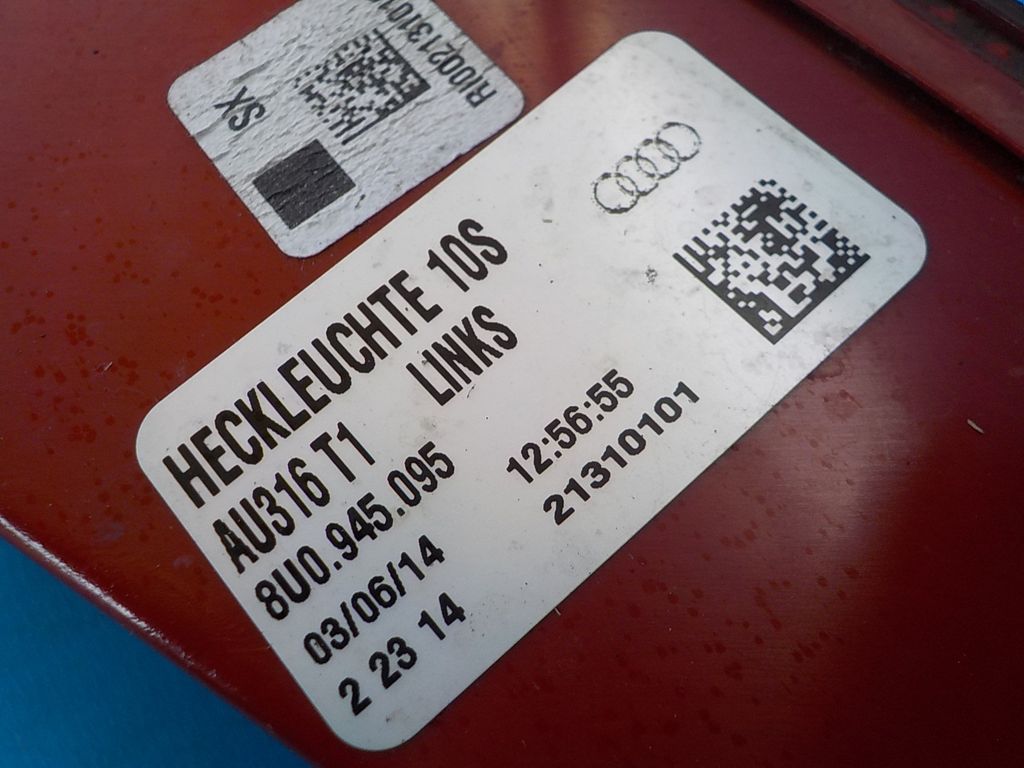 RJ0Q2131010
SX
HECKLEUCHTE 10S
AU316 T1 LINKS
8U0.945.095
03/06/14 12:56:55
2 23 14 21310101